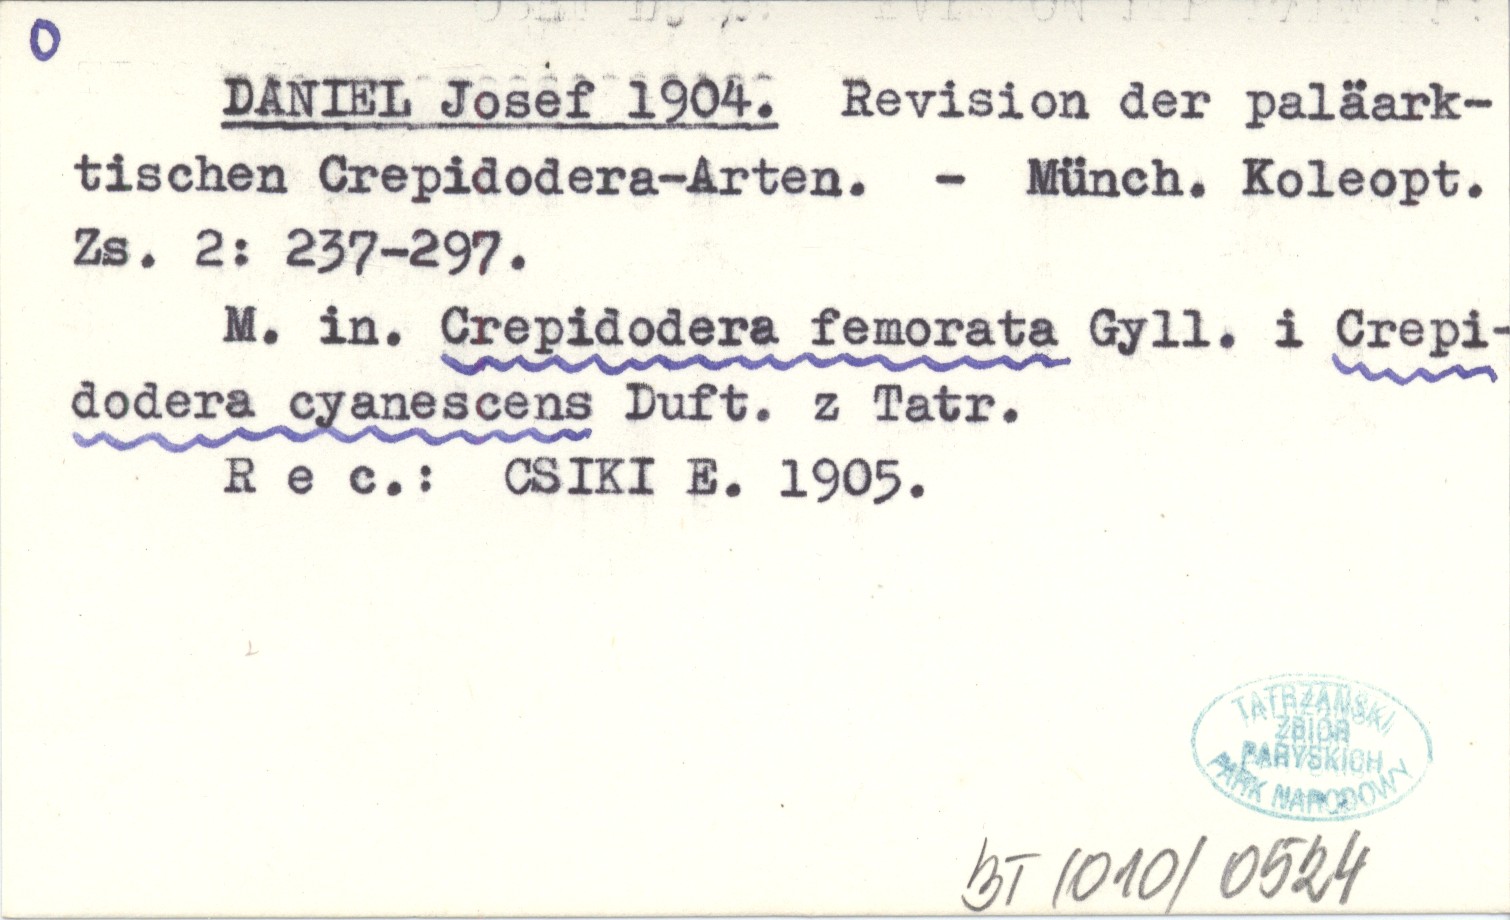 0
DANIEL Josef 1904. Revision der paläark-
tischen Crepidodera-Arten. - Münch. Koleopt.
Zs. 2: 237-297.
M. in. Crepidodera femorata Gyll. i Crepi-
dodera cyanescens Duft. z Tatr.
R e c.: CSIKI E. 1905.
TATRZAŃSKI
ZBIÓR
PARYSKICH
PARK NARODOWY
BT 1010/ 0524